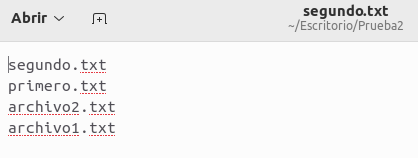 Abrir
segundo.txt
~/Escritorio/Prueba2
segundo.txt
primero.txt
archivo2.txt
archivo1.txt